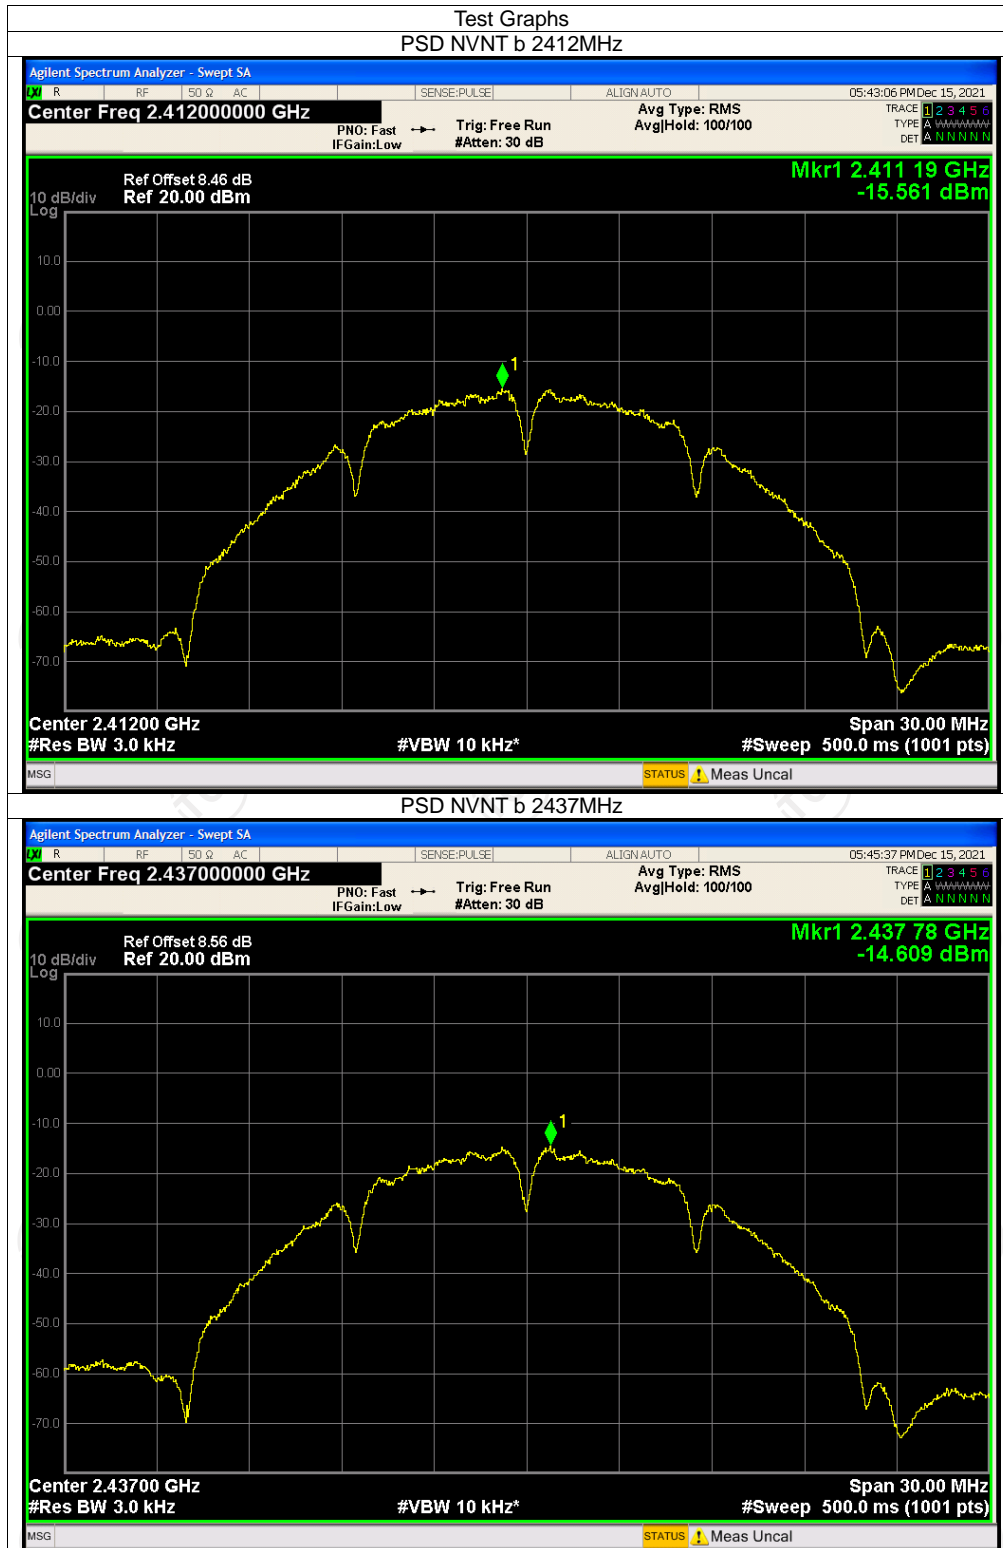 Test Graphs
PSD NVNT b 2412MHz
Agilent Spectrum Analyzer - Swept SA
LXI R RF 50 Ω AC SENSE:PULSE ALIGN AUTO 05:43:06 PM Dec 15, 2021
Center Freq 2.412000000 GHz
PNO: Fast
IFGain:Low
Trig: Free Run
#Atten: 30 dB
Avg Type: RMS
Avg|Hold: 100/100
TRACE 1 2 3 4 5 6
TYPE A WWWWW
DET A N N N N N
Mkr1 2.411 19 GHz
-15.561 dBm
Ref Offset 8.46 dB
10 dB/div Ref 20.00 dBm
Log
10.0
0.00
-10.0
-20.0
-30.0
-40.0
-50.0
-60.0
-70.0
1
Center 2.41200 GHz Span 30.00 MHz
#Res BW 3.0 kHz #VBW 10 kHz* #Sweep 500.0 ms (1001 pts)
MSG STATUS Meas Uncal
PSD NVNT b 2437MHz
Agilent Spectrum Analyzer - Swept SA
LXI R RF 50 Ω AC SENSE:PULSE ALIGN AUTO 05:45:37 PM Dec 15, 2021
Center Freq 2.437000000 GHz
PNO: Fast
IFGain:Low
Trig: Free Run
#Atten: 30 dB
Avg Type: RMS
Avg|Hold: 100/100
TRACE 1 2 3 4 5 6
TYPE A WWWWW
DET A N N N N N
Mkr1 2.437 78 GHz
-14.609 dBm
Ref Offset 8.56 dB
10 dB/div Ref 20.00 dBm
Log
10.0
0.00
-10.0
-20.0
-30.0
-40.0
-50.0
-60.0
-70.0
1
Center 2.43700 GHz Span 30.00 MHz
#Res BW 3.0 kHz #VBW 10 kHz* #Sweep 500.0 ms (1001 pts)
MSG STATUS Meas Uncal